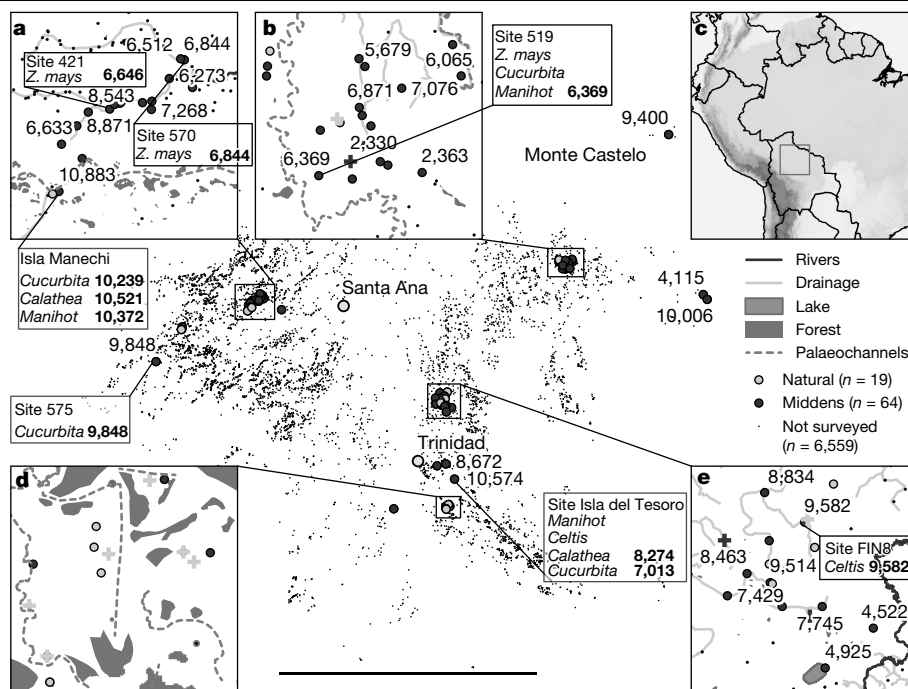 a
6,512
6,844
Site 421
Z. mays 6,646
6,273
8,543
7,268
6,633
8,871
Site 570
Z. mays 6,844
10,883
b
5,679
6,065
6,871
7,076
2,330
6,369
2,363
Site 519
Z. mays
Cucurbita
Manihot 6,369
c
9,400
Monte Castelo
Isla Manechi
Cucurbita 10,239
Calathea 10,521
Manihot 10,372
Santa Ana
4,115
19,006
9,848
Site 575
Cucurbita 9,848
Rivers
Drainage
Lake
Forest
Palaeochannels
Natural (n = 19)
Middens (n = 64)
Not surveyed
(n = 6,559)
Trinidad
8,672
10,574
Site Isla del Tesoro
Manihot
Celtis
Calathea 8,274
Cucurbita 7,013
d
e
8,834
9,582
8,463
Site FIN8
Celtis 9,582
9,514
7,429
7,745
4,522
4,925